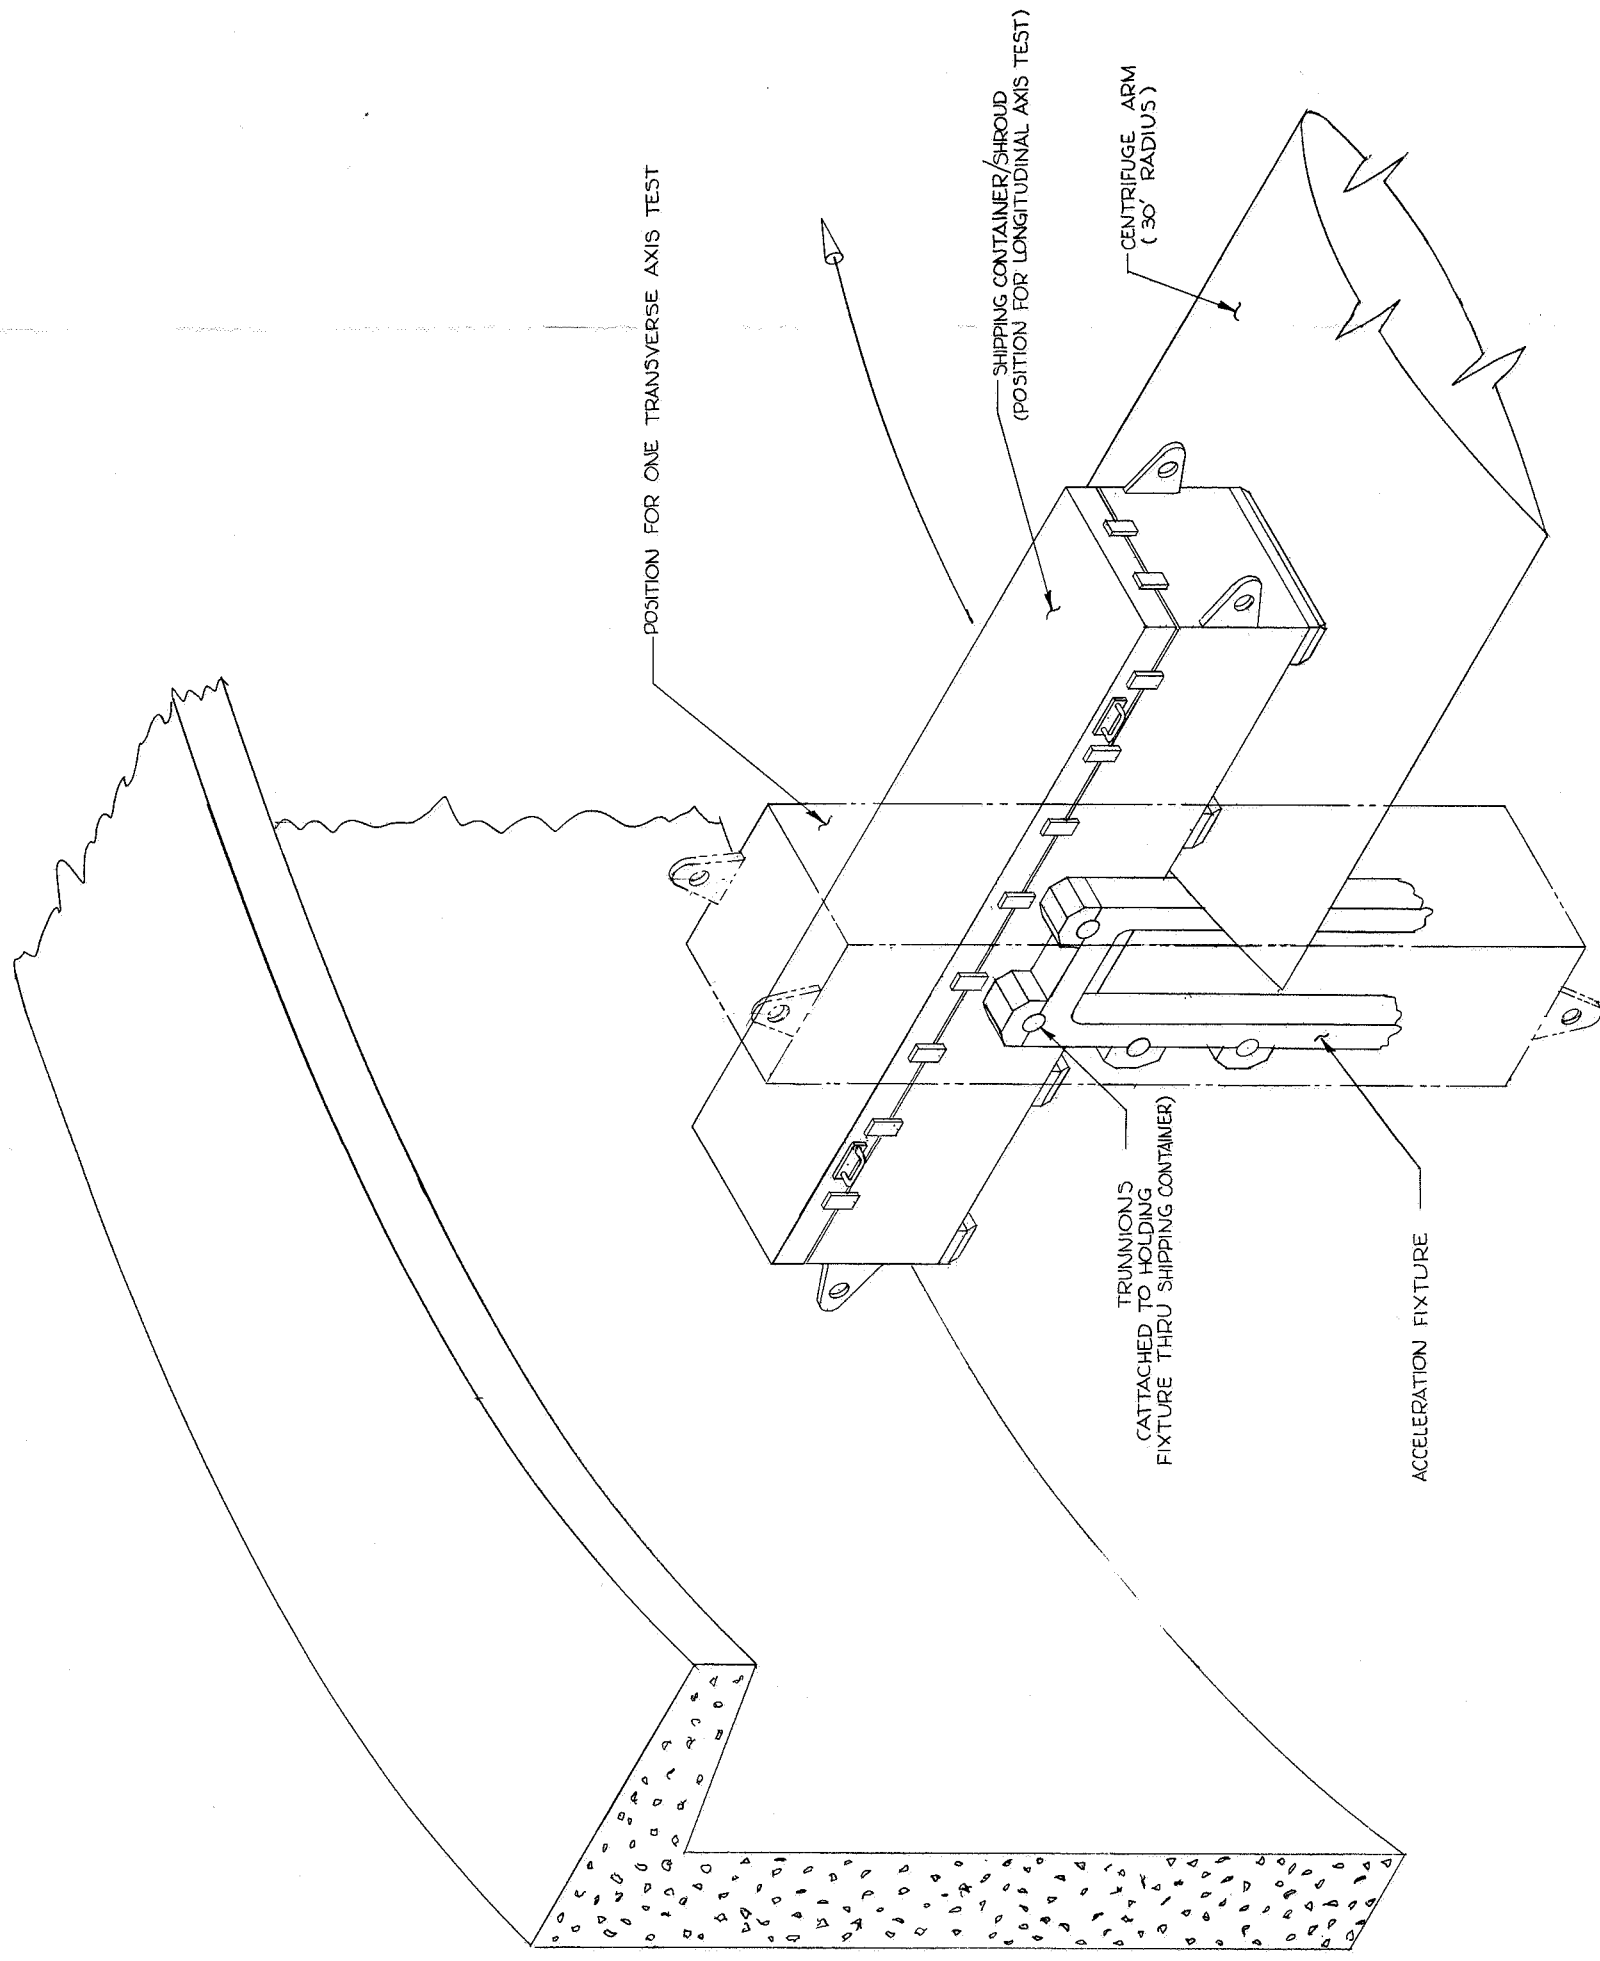 POSITION FOR ONE TRANSVERSE AXIS TEST
SHIPPING CONTAINER/SHROUD
(POSITION FOR LONGITUDINAL AXIS TEST)
CENTRIFUGE ARM
(30' RADIUS)
TRUNNIONS
(ATTACHED TO HOLDING
FIXTURE THRU SHIPPING CONTAINER)
ACCELERATION FIXTURE